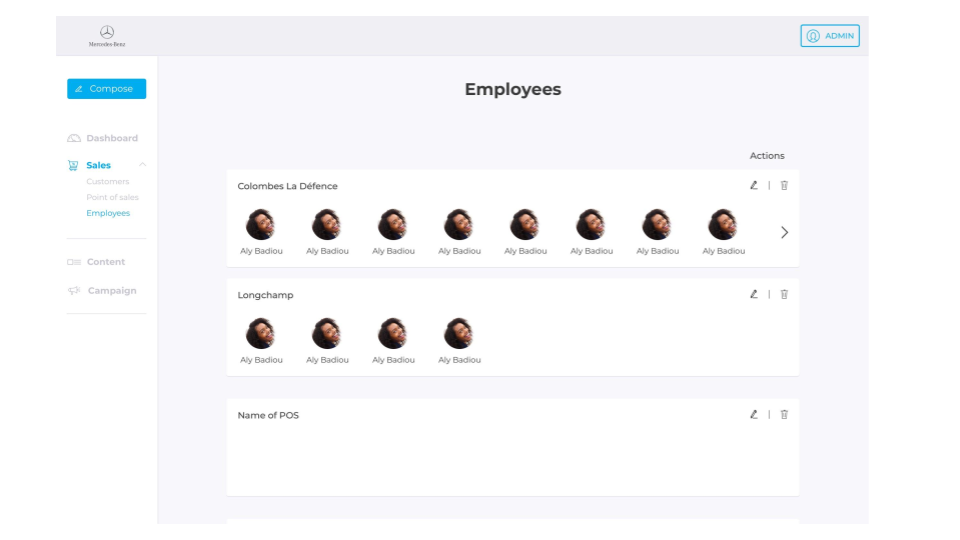 Mercedes-Benz
ADMIN
Compose
Employees
Dashboard
Actions
Sales
Customers
Point of sales
Employees
Colombes La Défence
Aly Badiou Aly Badiou Aly Badiou Aly Badiou Aly Badiou Aly Badiou Aly Badiou Aly Badiou
Content
Campaign
Longchamp
Aly Badiou Aly Badiou Aly Badiou Aly Badiou
Name of POS